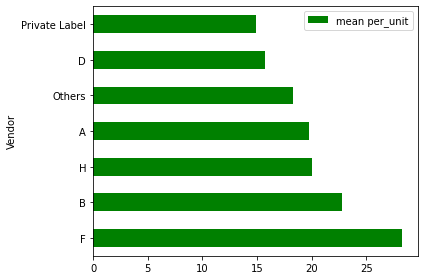 mean per_unit
Private Label
D
Others
A
H
B
F
Vendor
0 5 10 15 20 25